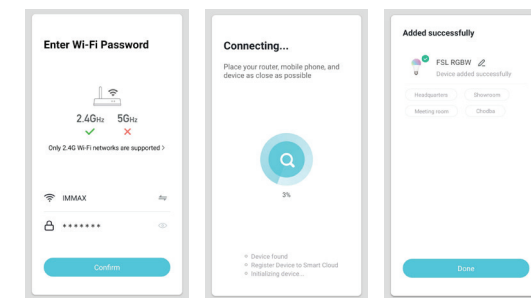 Enter Wi-Fi Password
2.4GHz 5GHz
Only 2.4G Wi-Fi networks are supported >
IMMAX
*******
Confirm
Connecting...
Place your router, mobile phone, and
device as close as possible
3%
Device found
Register Device to Smart Cloud
Initializing device...
Added successfully
FSL RGBW
Device added successfully
Headquarters Showroom
Meeting room Chodba
Done